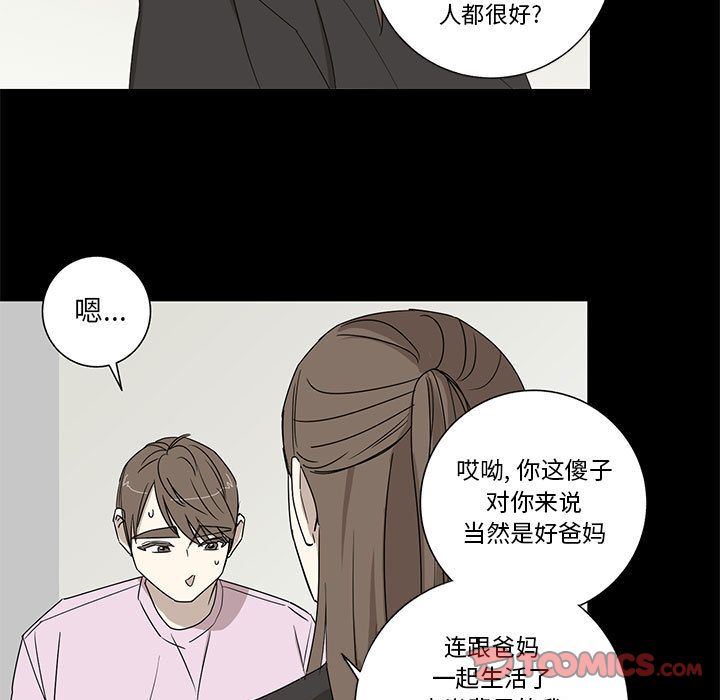 人都很好?
嗯...
哎呦, 你这傻子
对你来说
当然是好爸妈
连跟爸妈
一起生活了
TOOMICS.COM